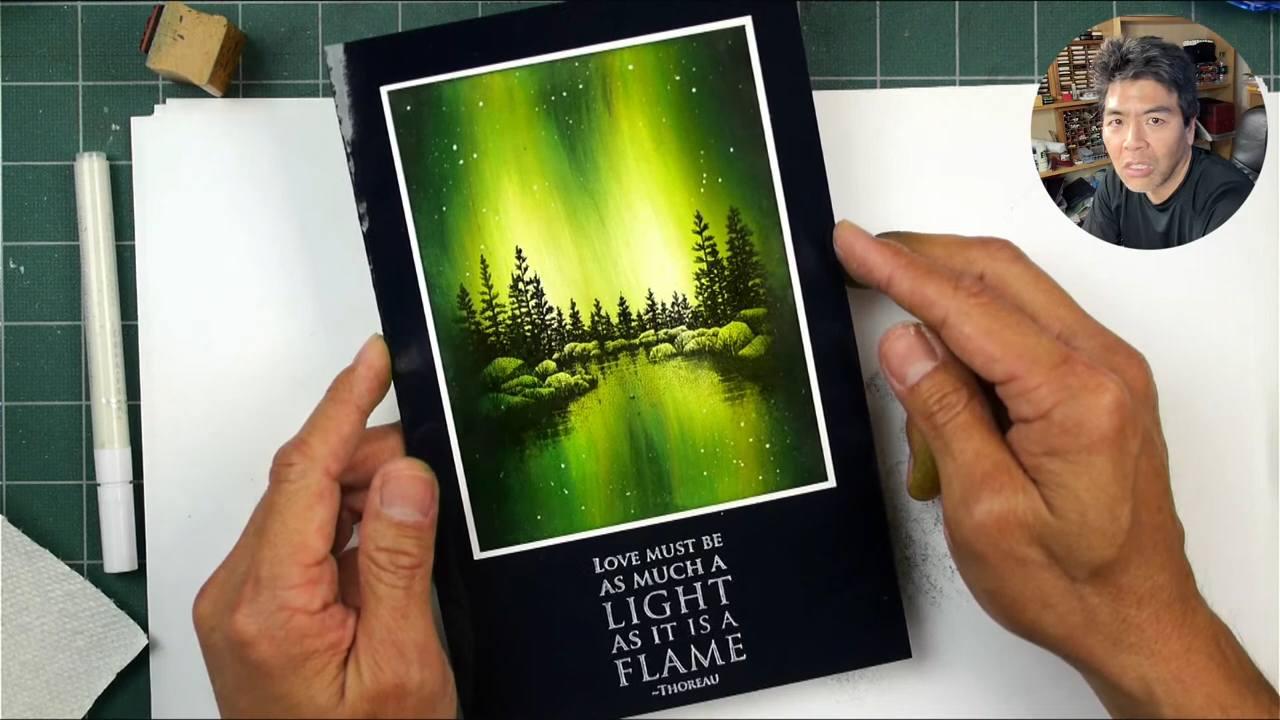 LOVE MUST BE
AS MUCH A
LIGHT
AS IT IS A
FLAME
~THOREAU